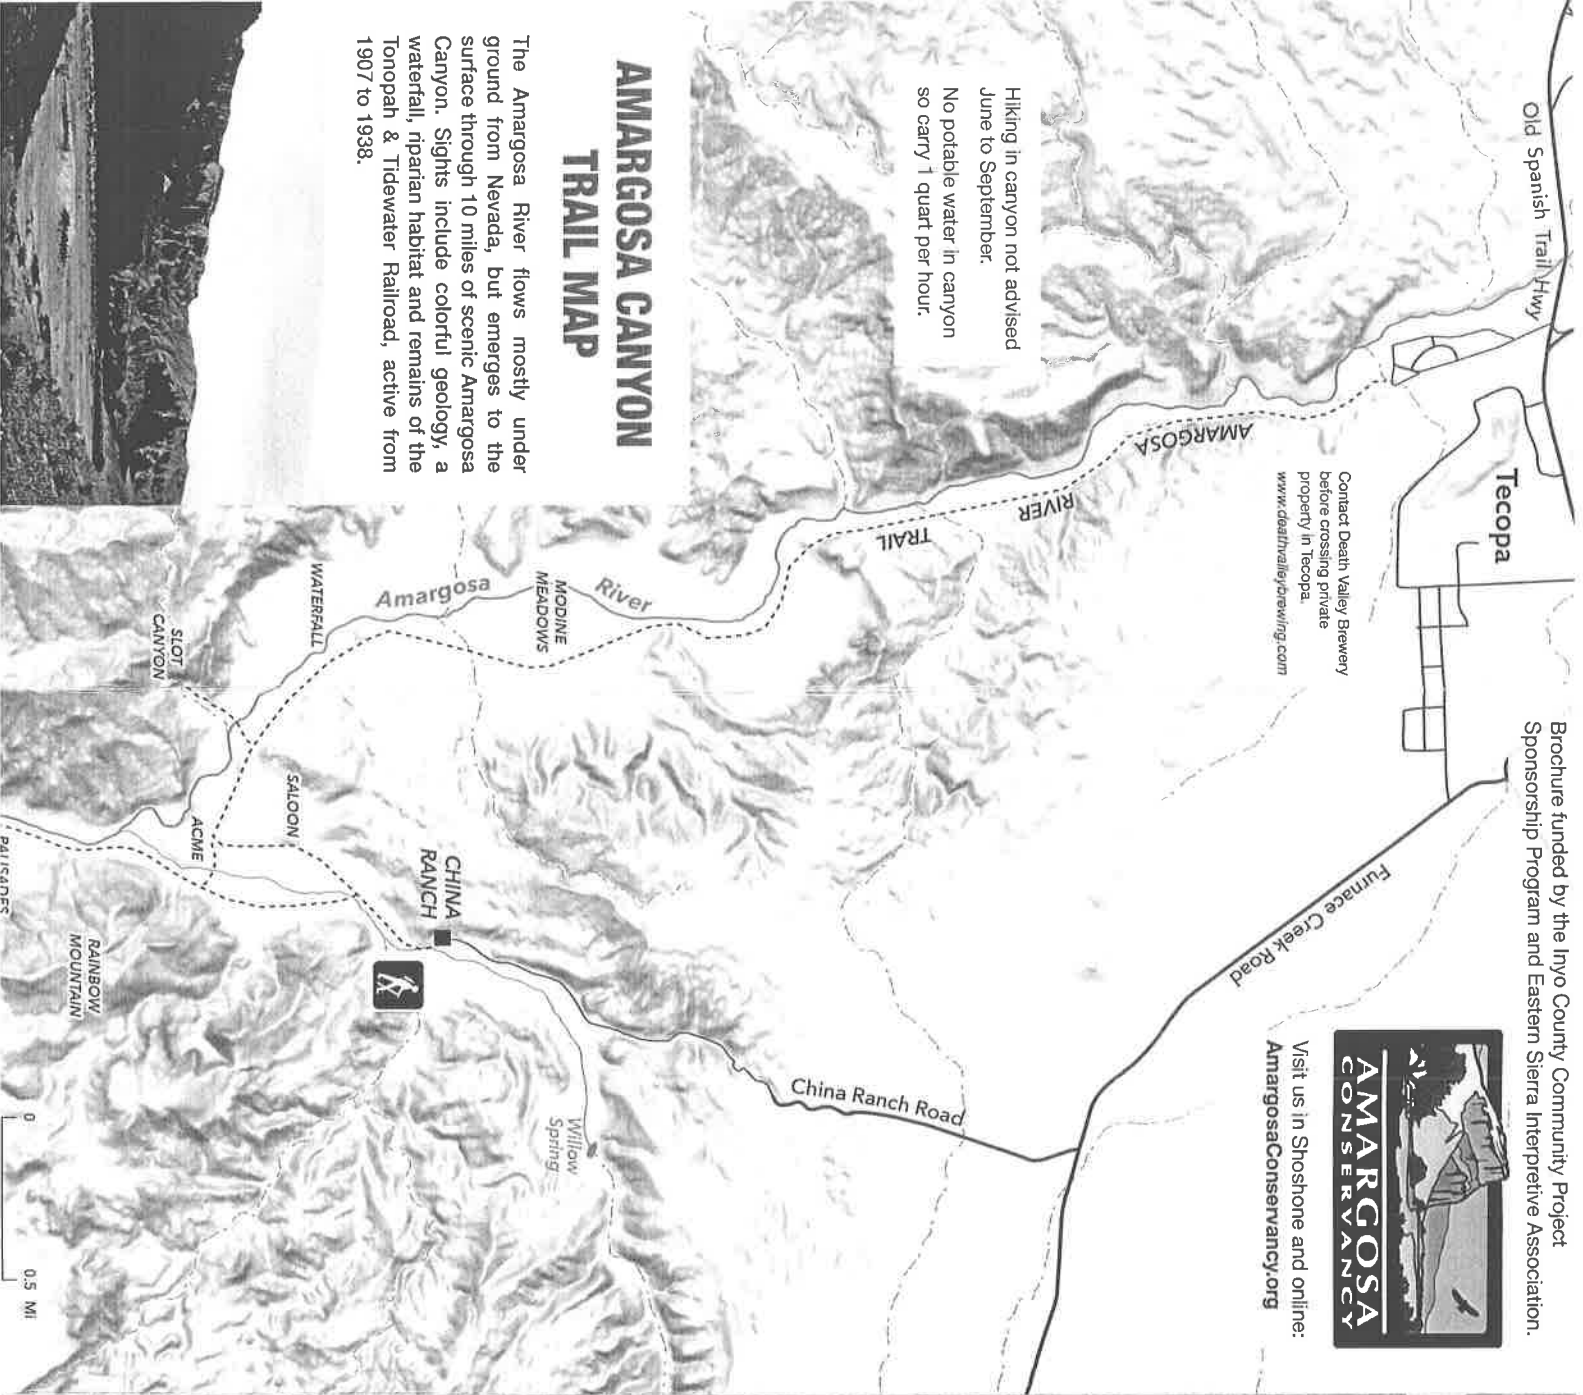 Brochure funded by the Inyo County Community Project
Sponsorship Program and Eastern Sierra Interpretive Association.
Old Spanish Trail Hwy
Tecopa
AMARGOSA
CONSERVANCY
Visit us in Shoshone and online:
AmargosaConservancy.org
Contact Death Valley Brewery
before crossing private
property in Tecopa.
www.deathvalleybrewing.com
Furnace Creek Road
Hiking in canyon not advised
June to September.
No potable water in canyon
so carry 1 quart per hour.
AMARGOSA
RIVER
TRAIL
China Ranch Road
AMARGOSA CANYON
TRAIL MAP
River
MODINE
MEADOWS
Willow
Spring
The Amargosa River flows mostly under
ground from Nevada, but emerges to the
surface through 10 miles of scenic Amargosa
Canyon. Sights include colorful geology, a
waterfall, riparian habitat and remains of the
Tonopah & Tidewater Railroad, active from
1907 to 1938.
Amargosa
CHINA
RANCH
WATERFALL
SALOON
ACME
SLOT
CANYON
RAINBOW
MOUNTAIN
PALISADES
0
0.5 Mi